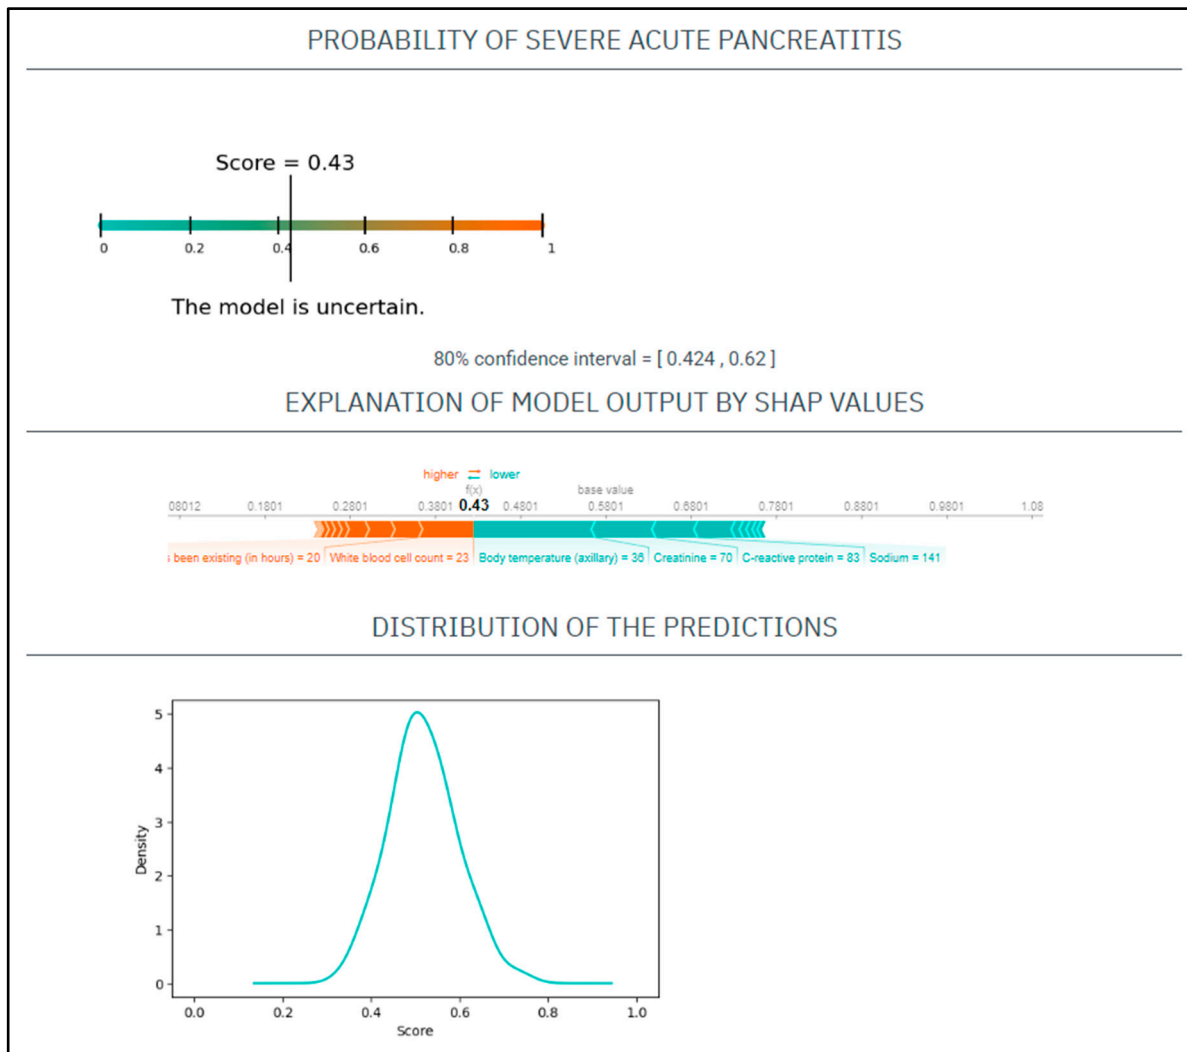 PROBABILITY OF SEVERE ACUTE PANCREATITIS
Score = 0.43
0 0.2 0.4 0.6 0.8 1
The model is uncertain.
80% confidence interval = [ 0.424 , 0.62 ]
EXPLANATION OF MODEL OUTPUT BY SHAP VALUES
higher ⇄ lower
f(x) base value
08012 0.1801 0.2801 0.3801 0.43 0.4801 0.5801 0.6801 0.7801 0.8801 0.9801 1.08
been existing (in hours) = 20 White blood cell count = 23 Body temperature (axillary) = 36 Creatinine = 70 C-reactive protein = 83 Sodium = 141
DISTRIBUTION OF THE PREDICTIONS
5
4
3
2
1
0
Density
0.0 0.2 0.4 0.6 0.8 1.0
Score